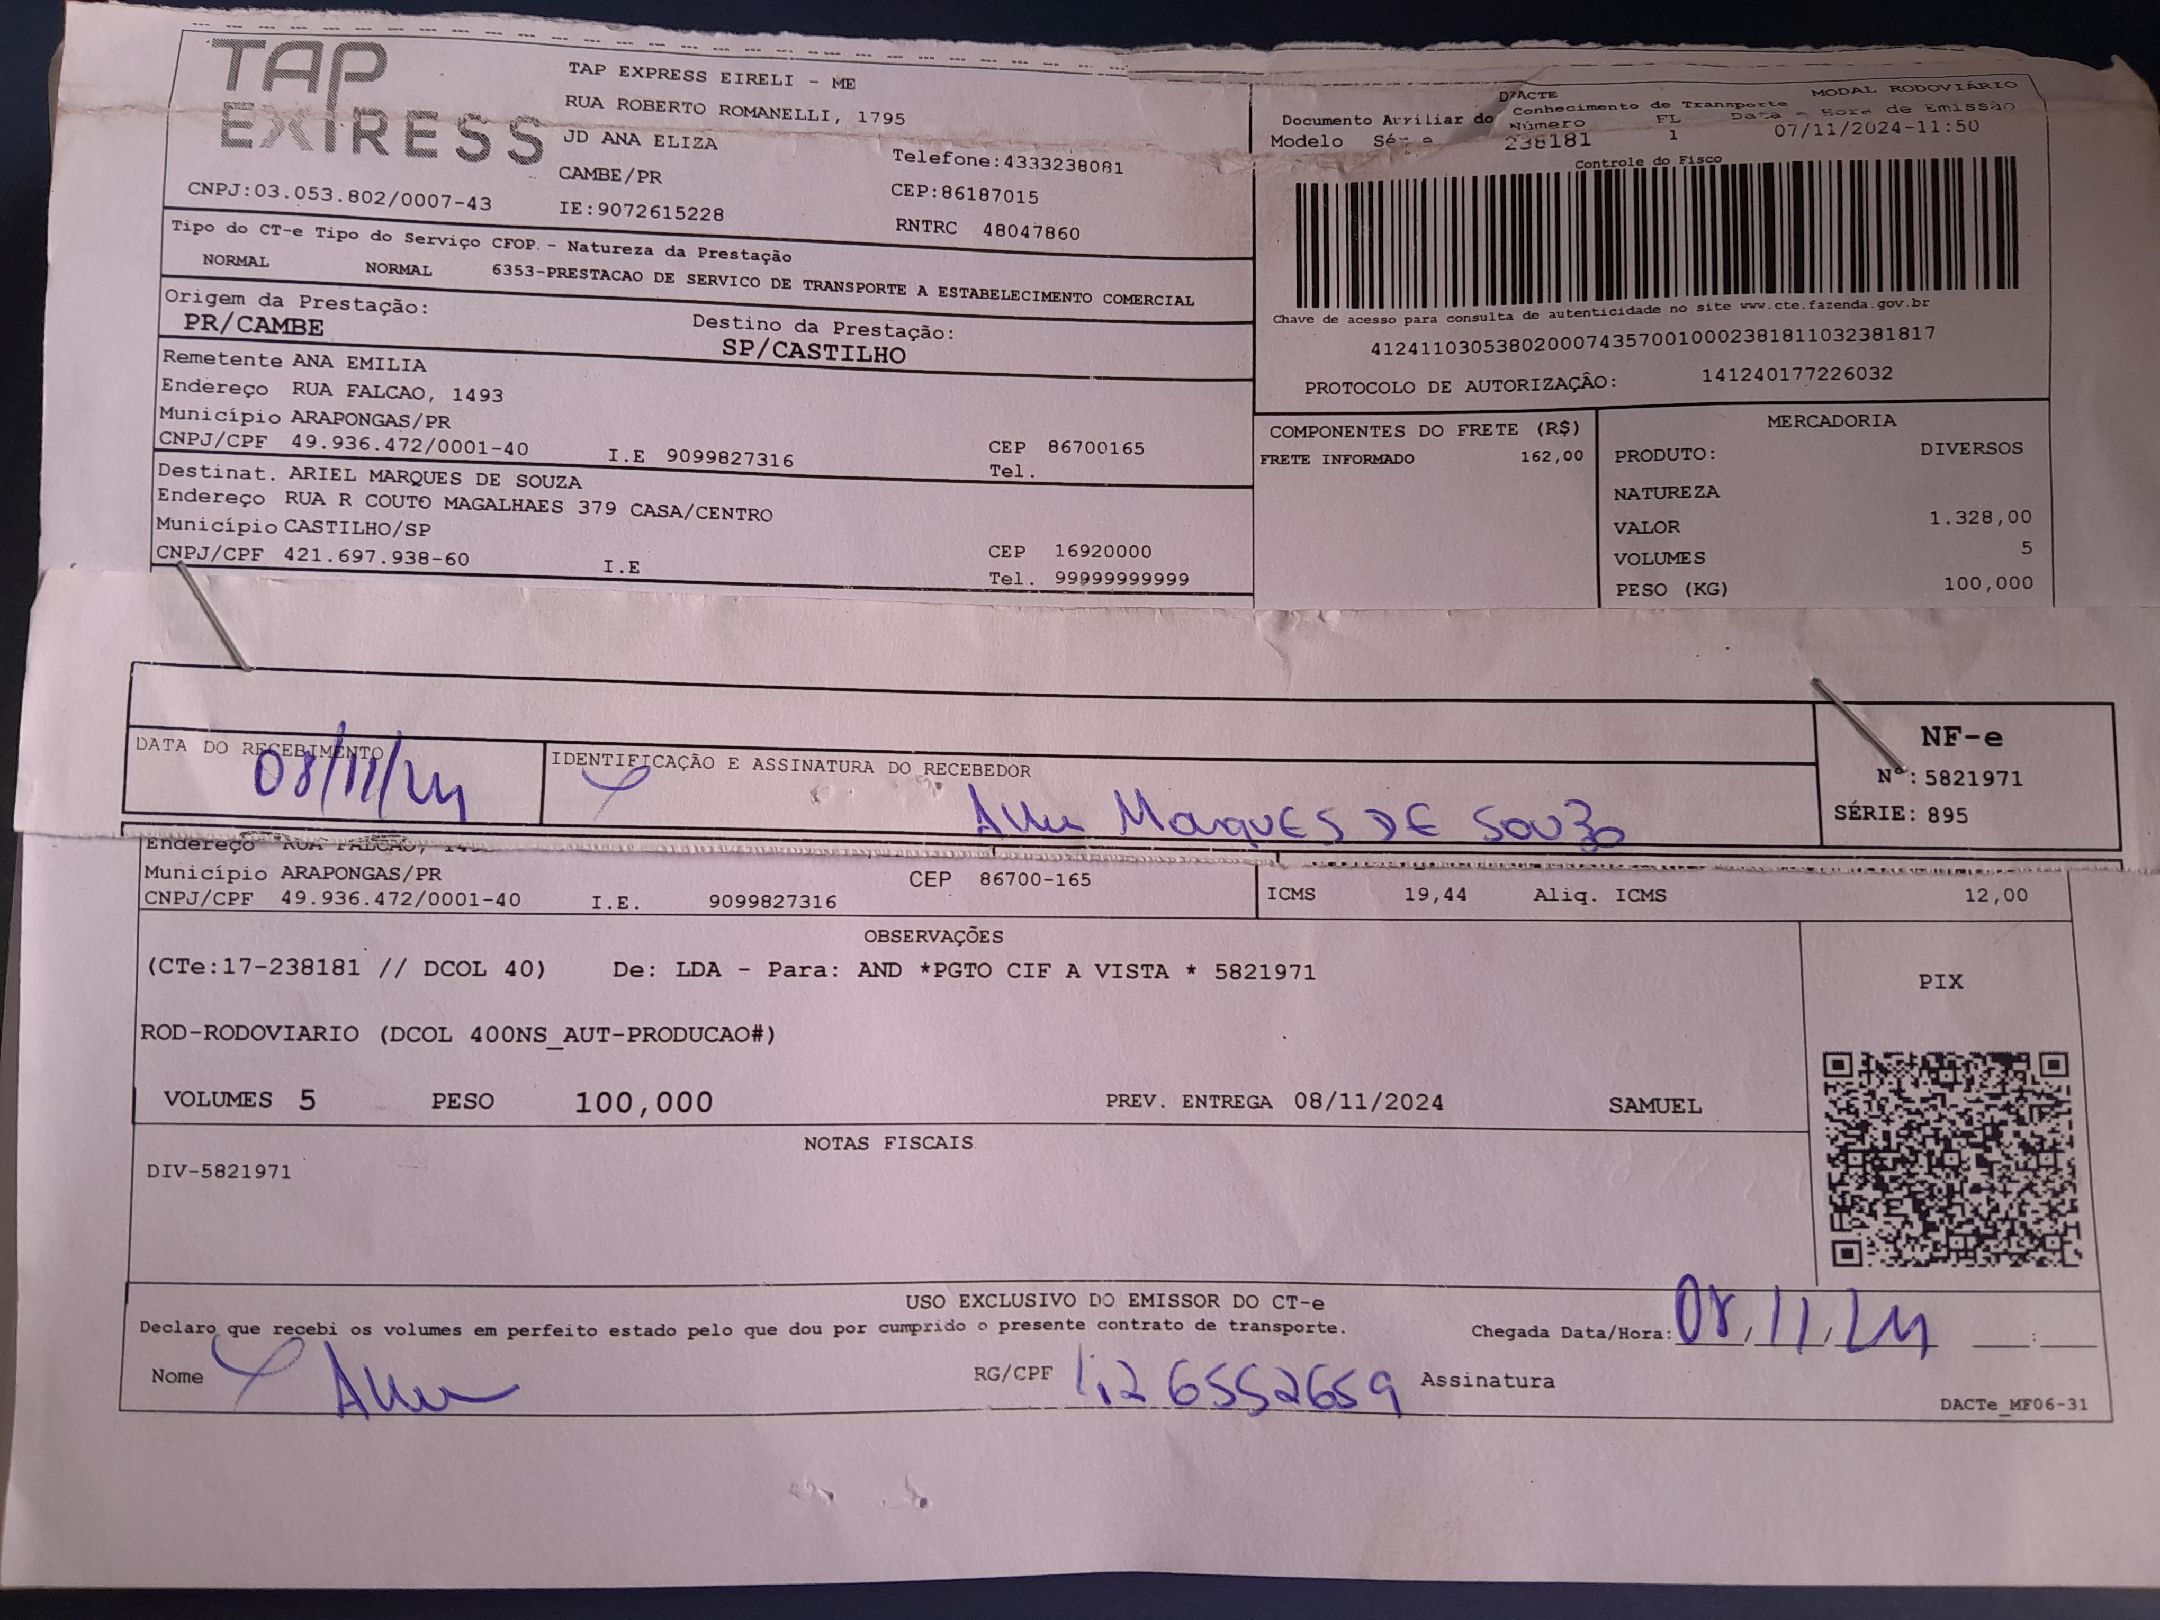 TAP
EXPRESS
TAP EXPRESS EIRELI - ME
RUA ROBERTO ROMANELLI, 1795
JD ANA ELIZA
Telefone:4333238081
CAMBE/PR
CEP:86187015
CNPJ:03.053.802/0007-43
IE:9072615228
RNTRC 48047860
DACTE
MODAL RODOVIÁRIO
Documento Auxiliar do Conhecimento de Transporte
Modelo Série Número FL Data e Hora de Emissão
238181 1 07/11/2024-11:50
Controle do Fisco
Chave de acesso para consulta de autenticidade no site www.cte.fazenda.gov.br
41241103053802000743570010002381811032381817
PROTOCOLO DE AUTORIZAÇÃO: 141240177226032
Tipo do CT-e Tipo do Serviço CFOP. - Natureza da Prestação
NORMAL NORMAL 6353-PRESTACAO DE SERVICO DE TRANSPORTE A ESTABELECIMENTO COMERCIAL
Origem da Prestação: Destino da Prestação:
PR/CAMBE SP/CASTILHO
Remetente ANA EMILIA
Endereço RUA FALCAO, 1493
Município ARAPONGAS/PR
CEP 86700165
CNPJ/CPF 49.936.472/0001-40 I.E 9099827316 Tel.
Destinat. ARIEL MARQUES DE SOUZA
Endereço RUA R COUTO MAGALHAES 379 CASA/CENTRO
Município CASTILHO/SP
CEP 16920000
CNPJ/CPF 421.697.938-60 I.E Tel. 99999999999
COMPONENTES DO FRETE (R$)
FRETE INFORMADO 162,00
MERCADORIA
PRODUTO: DIVERSOS
NATUREZA
VALOR 1.328,00
VOLUMES 5
PESO (KG) 100,000
DATA DO RECEBIMENTO
08/11/24
IDENTIFICAÇÃO E ASSINATURA DO RECEBEDOR
MarquES DE Souza
NF-e
Nº: 5821971
SÉRIE: 895
Endereço RUA FALCAO,
Município ARAPONGAS/PR CEP 86700-165
CNPJ/CPF 49.936.472/0001-40 I.E. 9099827316
ICMS 19,44 Aliq. ICMS 12,00
OBSERVAÇÕES
(CTe:17-238181 // DCOL 40) De: LDA - Para: AND *PGTO CIF A VISTA * 5821971
ROD-RODOVIARIO (DCOL 400NS_AUT-PRODUCAO#)
VOLUMES 5 PESO 100,000 PREV. ENTREGA 08/11/2024 SAMUEL
PIX
NOTAS FISCAIS
DIV-5821971
USO EXCLUSIVO DO EMISSOR DO CT-e
Declaro que recebi os volumes em perfeito estado pelo que dou por cumprido o presente contrato de transporte.
Chegada Data/Hora: 08/11/24 :
Nome RG/CPF Assinatura
DACTe_MF06-31